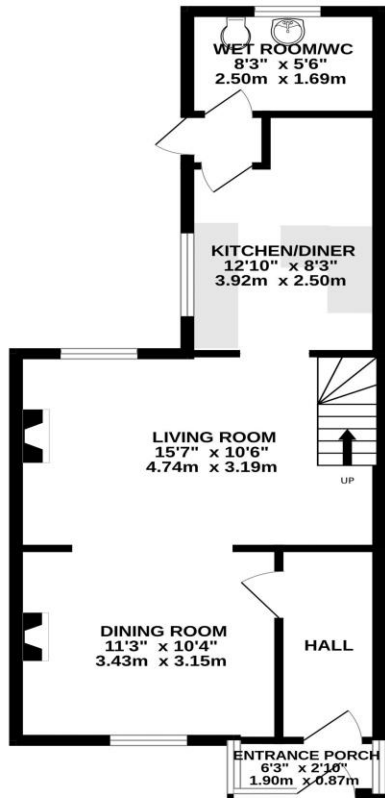 WET ROOM/WC
8'3" x 5'6"
2.50m x 1.69m
KITCHEN/DINER
12'10" x 8'3"
3.92m x 2.50m
LIVING ROOM
15'7" x 10'6"
4.74m x 3.19m
UP
DINING ROOM
11'3" x 10'4"
3.43m x 3.15m
HALL
ENTRANCE PORCH
6'3" x 2'10"
1.90m x 0.87m